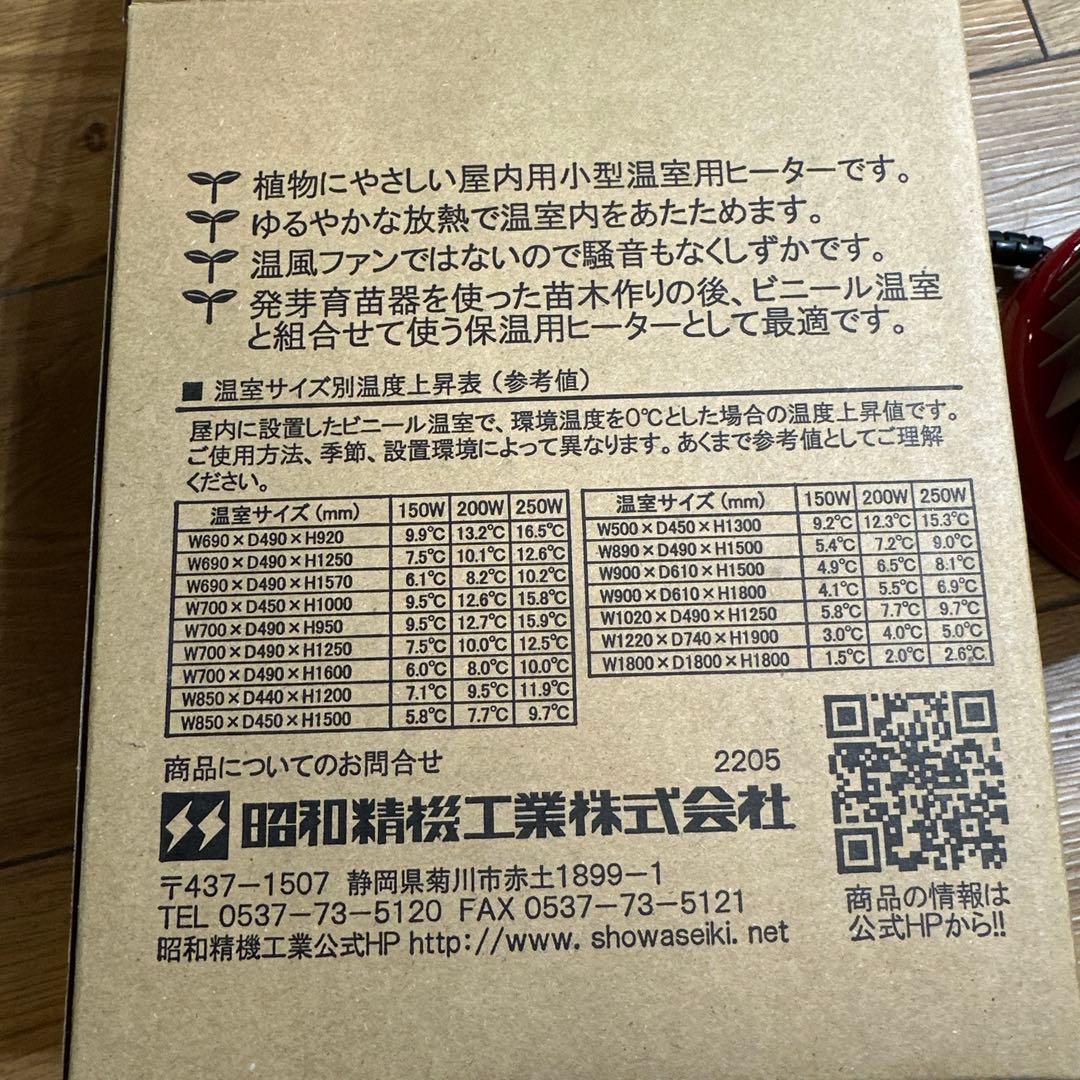 植物にやさしい屋内用小型温室用ヒーターです。
ゆるやかな放熱で温室内をあたためます。
温風ファンではないので騒音もなくしずかです。
発芽育苗器を使った苗木作りの後、ビニール温室
と組合せて使う保温用ヒーターとして最適です。
■ 温室サイズ別温度上昇表（参考値）
屋内に設置したビニール温室で、環境温度を0℃とした場合の温度上昇値です。
ご使用方法、季節、設置環境によって異なります。あくまで参考値としてご理解
ください。
温室サイズ(mm) 150W 200W 250W
W690×D490×H920 9.9℃ 13.2℃ 16.5℃
W690×D490×H1250 7.5℃ 10.1℃ 12.6℃
W690×D490×H1570 6.1℃ 8.2℃ 10.2℃
W700×D450×H1000 9.5℃ 12.6℃ 15.8℃
W700×D490×H950 9.5℃ 12.7℃ 15.9℃
W700×D490×H1250 7.5℃ 10.0℃ 12.5℃
W700×D490×H1600 6.0℃ 8.0℃ 10.0℃
W850×D440×H1200 7.1℃ 9.5℃ 11.9℃
W850×D450×H1500 5.8℃ 7.7℃ 9.7℃
温室サイズ(mm) 150W 200W 250W
W500×D450×H1300 9.2℃ 12.3℃ 15.3℃
W890×D490×H1500 5.4℃ 7.2℃ 9.0℃
W900×D610×H1500 4.9℃ 6.5℃ 8.1℃
W900×D610×H1800 4.1℃ 5.5℃ 6.9℃
W1020×D490×H1250 5.8℃ 7.7℃ 9.7℃
W1220×D740×H1900 3.0℃ 4.0℃ 5.0℃
W1800×D1800×H1800 1.5℃ 2.0℃ 2.6℃
商品についてのお問合せ 2205
昭和精機工業株式会社
〒437-1507 静岡県菊川市赤土1899-1
TEL 0537-73-5120 FAX 0537-73-5121
昭和精機工業公式HP http://www.showaseiki.net
商品の情報は
公式HPから!!